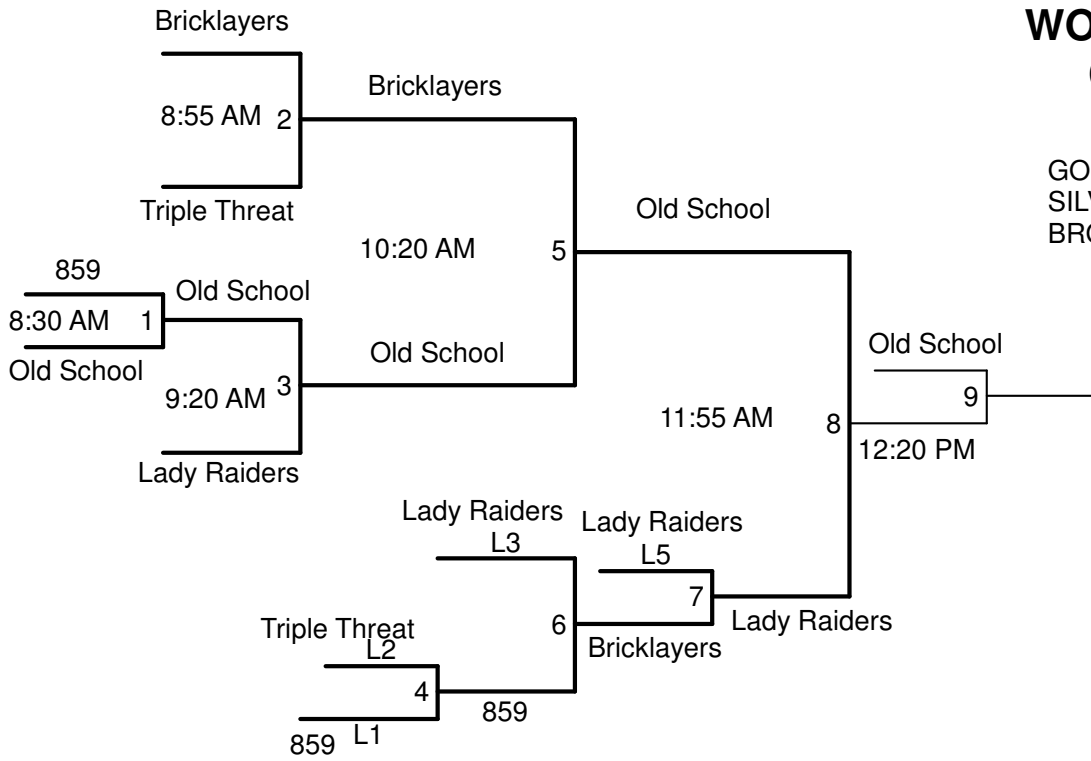 Bricklayers
WO
Bricklayers
8:55 AM 2
GO
SILV
BRO
Triple Threat
Old School
10:20 AM 5
859
Old School
8:30 AM 1
Old School
Old School
Old School
9:20 AM 3
9
11:55 AM 8
12:20 PM
Lady Raiders
Lady Raiders
L3
Lady Raiders
L5
7
Lady Raiders
6
Bricklayers
Triple Threat
L2
4
859
859 L1